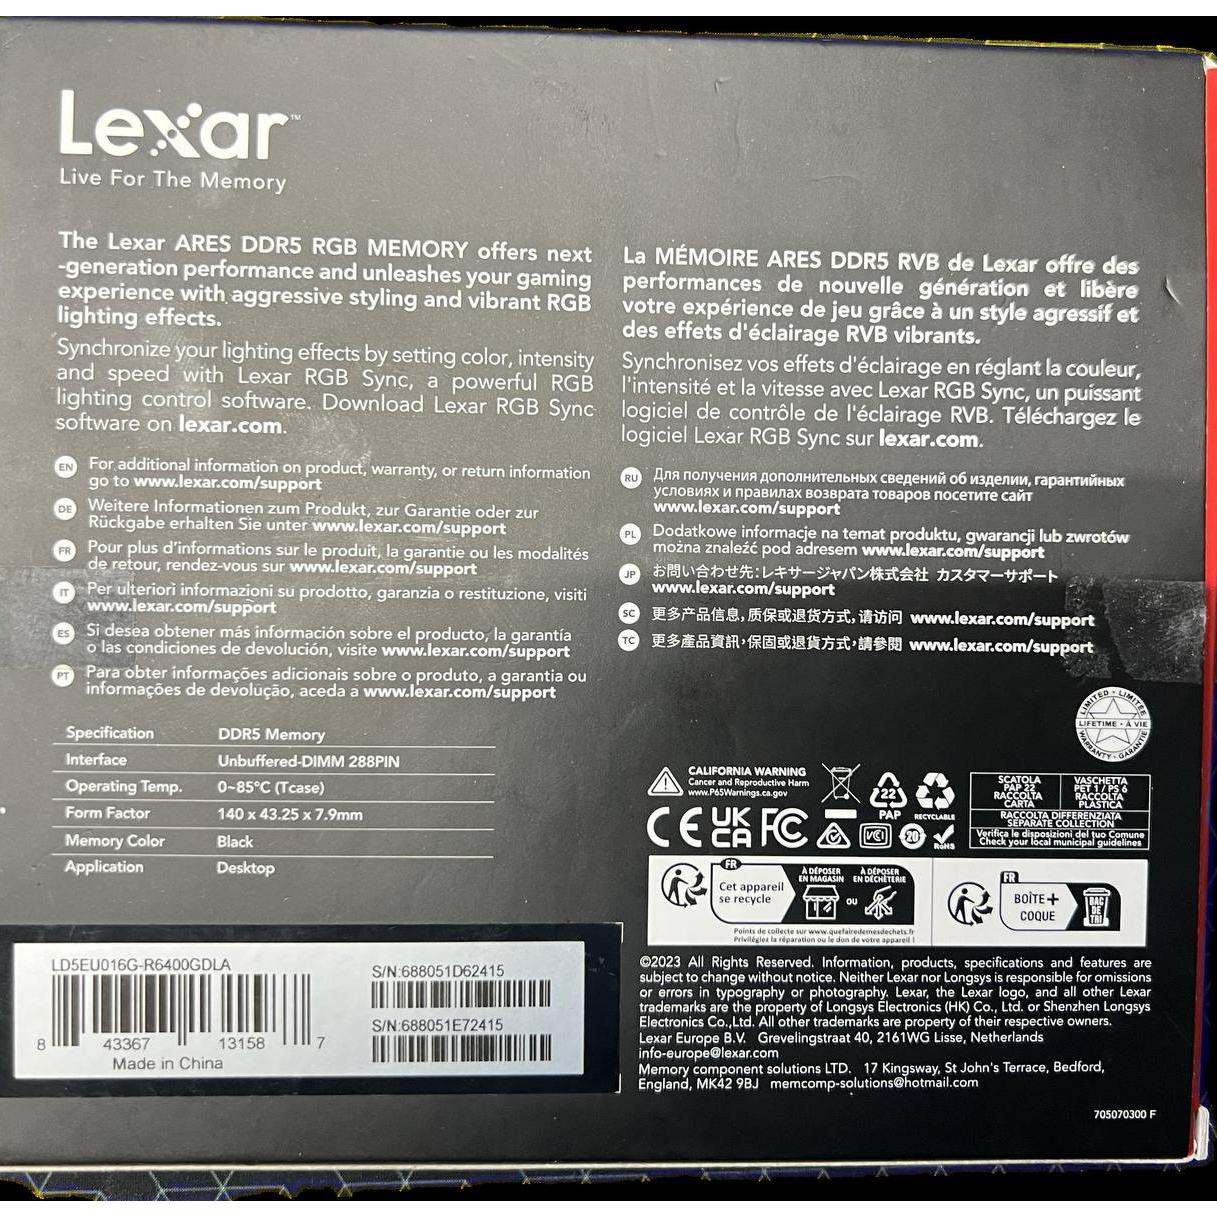 Lexar™
Live For The Memory
The Lexar ARES DDR5 RGB MEMORY offers next
-generation performance and unleashes your gaming
experience with aggressive styling and vibrant RGB
lighting effects.
Synchronize your lighting effects by setting color, intensity
and speed with Lexar RGB Sync, a powerful RGB
lighting control software. Download Lexar RGB Sync
software on lexar.com.
EN For additional information on product, warranty, or return information
go to www.lexar.com/support
DE Weitere Informationen zum Produkt, zur Garantie oder zur
Rückgabe erhalten Sie unter www.lexar.com/support
FR Pour plus d'informations sur le produit, la garantie ou les modalités
de retour, rendez-vous sur www.lexar.com/support
IT Per ulteriori informazioni su prodotto, garanzia o restituzione, visiti
www.lexar.com/support
ES Si desea obtener más información sobre el producto, la garantía
o las condiciones de devolución, visite www.lexar.com/support
PT Para obter informações adicionais sobre o produto, a garantia ou
informações de devolução, aceda a www.lexar.com/support
Specification DDR5 Memory
Interface Unbuffered-DIMM 288PIN
Operating Temp. 0~85°C (Tcase)
Form Factor 140 x 43.25 x 7.9mm
Memory Color Black
Application Desktop
LD5EU016G-R6400GDLA
8 43367 13158 7
Made in China
S/N:688051D62415
S/N:688051E72415
La MÉMOIRE ARES DDR5 RVB de Lexar offre des
performances de nouvelle génération et libère
votre expérience de jeu grâce à un style agressif et
des effets d'éclairage RVB vibrants.
Synchronisez vos effets d'éclairage en réglant la couleur,
l'intensité et la vitesse avec Lexar RGB Sync, un puissant
logiciel de contrôle de l'éclairage RVB. Téléchargez le
logiciel Lexar RGB Sync sur lexar.com.
RU Для получения дополнительных сведений об изделии, гарантийных
условиях и правилах возврата товаров посетите сайт
www.lexar.com/support
PL Dodatkowe informacje na temat produktu, gwarancji lub zwrotów
można znaleźć pod adresem www.lexar.com/support
JP お問い合わせ先：レキサージャパン株式会社 カスタマーサポート
www.lexar.com/support
SC 更多产品信息，质保或退货方式，请访问 www.lexar.com/support
TC 更多產品資訊，保固或退貨方式，請參閱 www.lexar.com/support
LIMITED - LIMITÉE
LIFETIME - À VIE
WARRANTY - GARANTIE
CALIFORNIA WARNING
Cancer and Reproductive Harm
www.P65Warnings.ca.gov
22
PAP
RECYCLABLE
CE UKCA FC VCCI 20 RoHS
SCATOLA
PAP 22
RACCOLTA
CARTA
VASCHETTA
PET 1 / PS 6
RACCOLTA
PLASTICA
RACCOLTA DIFFERENZIATA
SEPARATE COLLECTION
Verifica le disposizioni del tuo Comune
Check your local municipal guidelines
FR
Cet appareil
se recycle
À DÉPOSER
EN MAGASIN
OU
À DÉPOSER
EN DÉCHÈTERIE
Points de collecte sur www.quefairedemesdechets.fr
Privilégiez la réparation ou le don de votre appareil !
FR
BOÎTE +
COQUE
BAC
DE
TRI
©2023 All Rights Reserved. Information, products, specifications and features are
subject to change without notice. Neither Lexar nor Longsys is responsible for omissions
or errors in typography or photography. Lexar, the Lexar logo, and all other Lexar
trademarks are the property of Longsys Electronics (HK) Co., Ltd. or Shenzhen Longsys
Electronics Co.,Ltd. All other trademarks are property of their respective owners.
Lexar Europe B.V. Grevelingstraat 40, 2161WG Lisse, Netherlands
info-europe@lexar.com
Memory component solutions LTD. 17 Kingsway, St John's Terrace, Bedford,
England, MK42 9BJ memcomp-solutions@hotmail.com
705070300 F